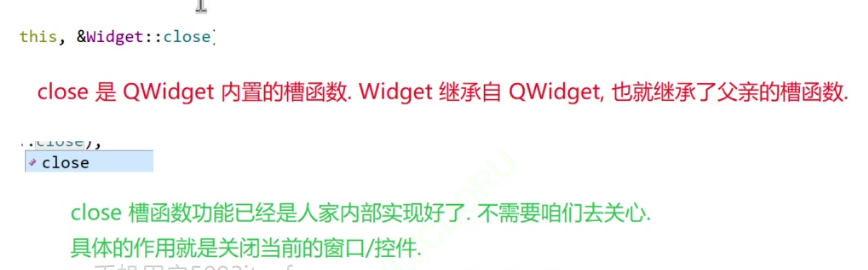 this, &Widget::close)
close 是 QWidget 内置的槽函数. Widget 继承自 QWidget, 也就继承了父亲的槽函数.
::close),
close
close 槽函数功能已经是人家内部实现好了. 不需要咱们去关心.
具体的作用就是关闭当前的窗口/控件.